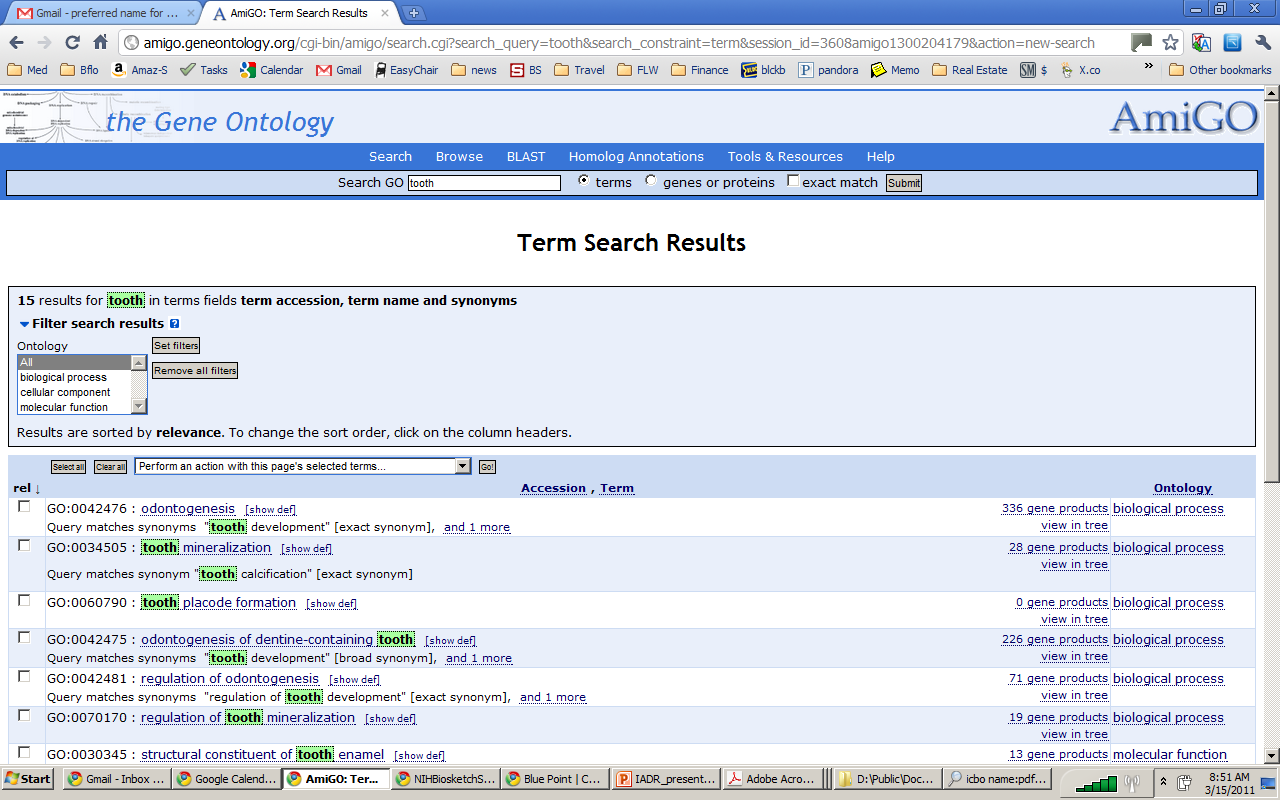 Gmail - preferred name for ...
AmiGO: Term Search Results
amigo.geneontology.org/cgi-bin/amigo/search.cgi?search_query=tooth&search_constraint=term&session_id=3608amigo1300204179&action=new-search
Med Bflo Amaz-S Tasks Calendar Gmail EasyChair news BS Travel FLW Finance blckb pandora Memo Real Estate SM $ X.co » Other bookmarks
the Gene Ontology
AmiGO
Search Browse BLAST Homolog Annotations Tools & Resources Help
Search GO tooth terms genes or proteins exact match Submit
Term Search Results
15 results for tooth in terms fields term accession, term name and synonyms
Filter search results ?
Ontology
Set filters
All
biological process
Remove all filters
cellular component
molecular function
Results are sorted by relevance. To change the sort order, click on the column headers.
Select all Clear all Perform an action with this page's selected terms... Go!
rel ↓ Accession , Term Ontology
GO:0042476 : odontogenesis [show def] 336 gene products biological process
Query matches synonyms "tooth development" [exact synonym], and 1 more view in tree
GO:0034505 : tooth mineralization [show def] 28 gene products biological process
view in tree
Query matches synonym "tooth calcification" [exact synonym]
GO:0060790 : tooth placode formation [show def] 0 gene products biological process
view in tree
GO:0042475 : odontogenesis of dentine-containing tooth [show def] 226 gene products biological process
Query matches synonyms "tooth development" [broad synonym], and 1 more view in tree
GO:0042481 : regulation of odontogenesis [show def] 71 gene products biological process
Query matches synonyms "regulation of tooth development" [exact synonym], and 1 more view in tree
GO:0070170 : regulation of tooth mineralization [show def] 19 gene products biological process
view in tree
GO:0030345 : structural constituent of tooth enamel [show def] 13 gene products molecular function
Start Gmail - Inbox ... Google Calend... AmiGO: Ter... NIHBiosketchS... Blue Point | C... IADR_present... Adobe Acro... D:\Public\Doc... icbo name:pdf... 8:51 AM
3/15/2011